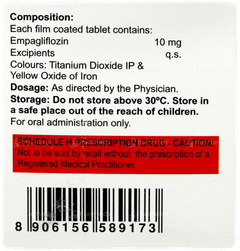 Composition:
Each film coated tablet contains:
Empagliflozin 10 mg
Excipients q.s.
Colours: Titanium Dioxide IP &
Yellow Oxide of Iron
Dosage: As directed by the Physician.
Storage: Do not store above 30ºC. Store in
a safe place out of the reach of children.
For oral administration only.
SCHEDULE H PRESCRIPTION DRUG - CAUTION:
Not to be sold by retail without, the prescription of a
Registered Medical Practitioner.
8 906156 589173